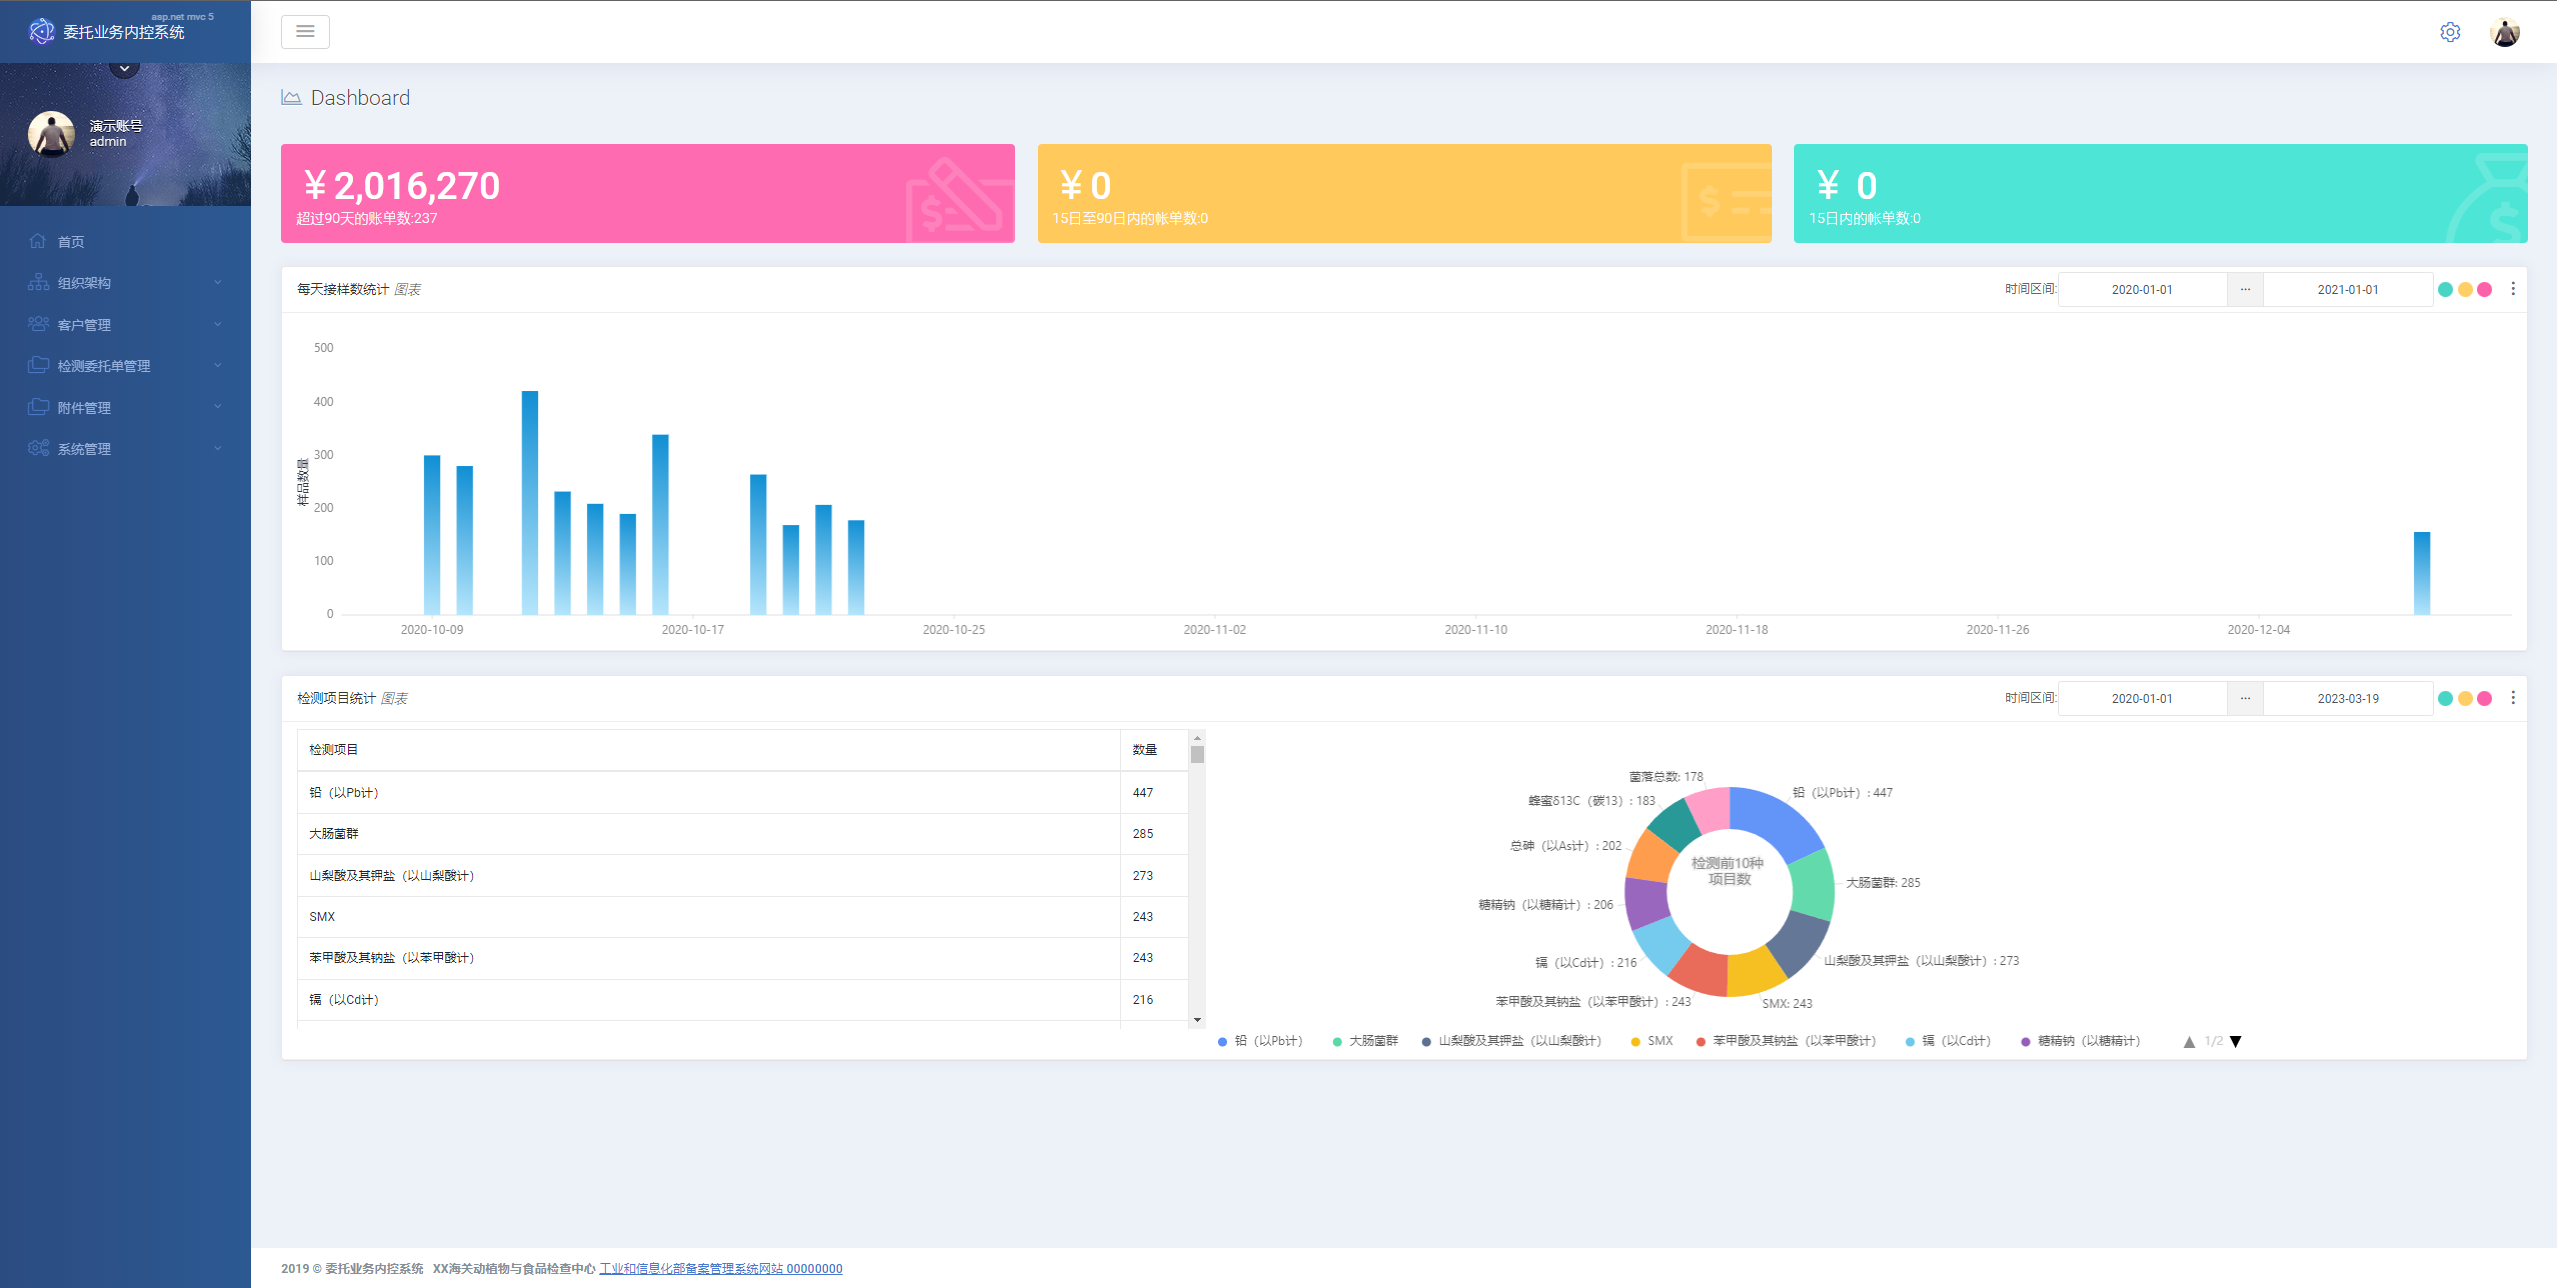 asp.net mvc 5
委托业务内控系统
演示账号
admin
首页
组织架构
客户管理
检测委托单管理
附件管理
系统管理
Dashboard
￥2,016,270
超过90天的账单数:237
￥0
15日至90日内的帐单数:0
￥ 0
15日内的帐单数:0
每天接样数统计 图表
时间区间: 2020-01-01 ... 2021-01-01
样品数量
500
400
300
200
100
0
2020-10-09 2020-10-17 2020-10-25 2020-11-02 2020-11-10 2020-11-18 2020-11-26 2020-12-04
检测项目统计 图表
时间区间: 2020-01-01 ... 2023-03-19
检测项目 数量
铅（以Pb计） 447
大肠菌群 285
山梨酸及其钾盐（以山梨酸计） 273
SMX 243
苯甲酸及其钠盐（以苯甲酸计） 243
镉（以Cd计） 216
菌落总数: 178
铅（以Pb计）: 447
蜂蜜δ13C（碳13）: 183
总砷（以As计）: 202
检测前10种
项目数
大肠菌群: 285
糖精钠（以糖精计）: 206
镉（以Cd计）: 216
山梨酸及其钾盐（以山梨酸计）: 273
苯甲酸及其钠盐（以苯甲酸计）: 243
SMX: 243
铅（以Pb计） 大肠菌群 山梨酸及其钾盐（以山梨酸计） SMX 苯甲酸及其钠盐（以苯甲酸计） 镉（以Cd计） 糖精钠（以糖精计） 1/2
2019 © 委托业务内控系统 XX海关动植物与食品检查中心 工业和信息化部备案管理系统网站 00000000